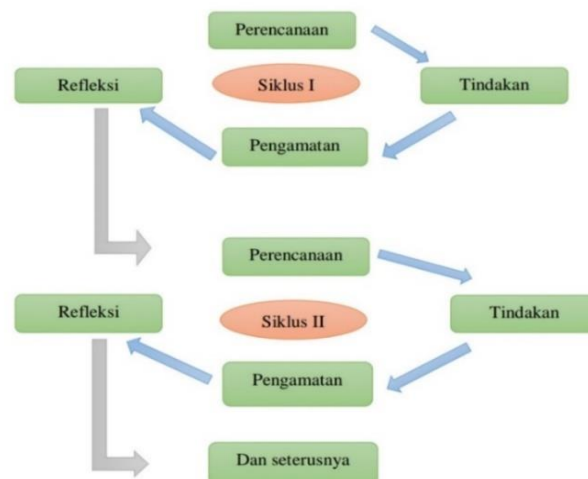 Perencanaan
Refleksi
Siklus I
Tindakan
Pengamatan
Perencanaan
Refleksi
Siklus II
Tindakan
Pengamatan
Dan seterusnya